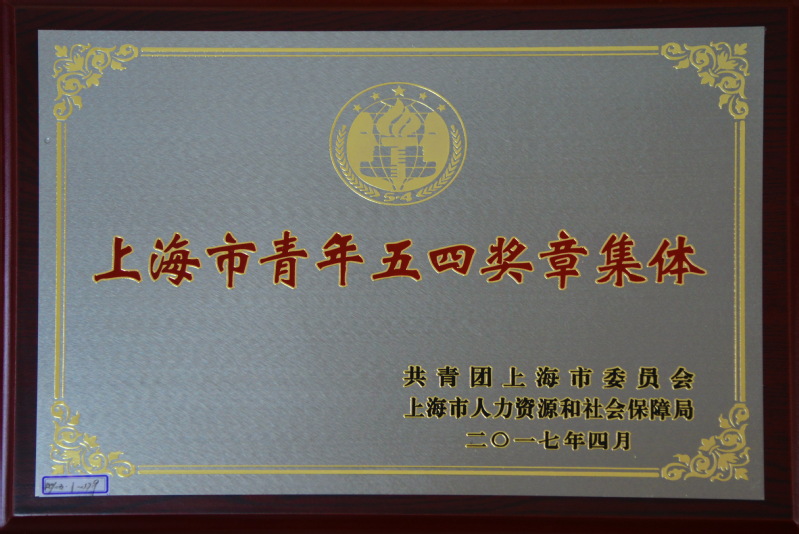 5·4
上海市青年五四奖章集体
共青团上海市委员会
上海市人力资源和社会保障局
二〇一七年四月